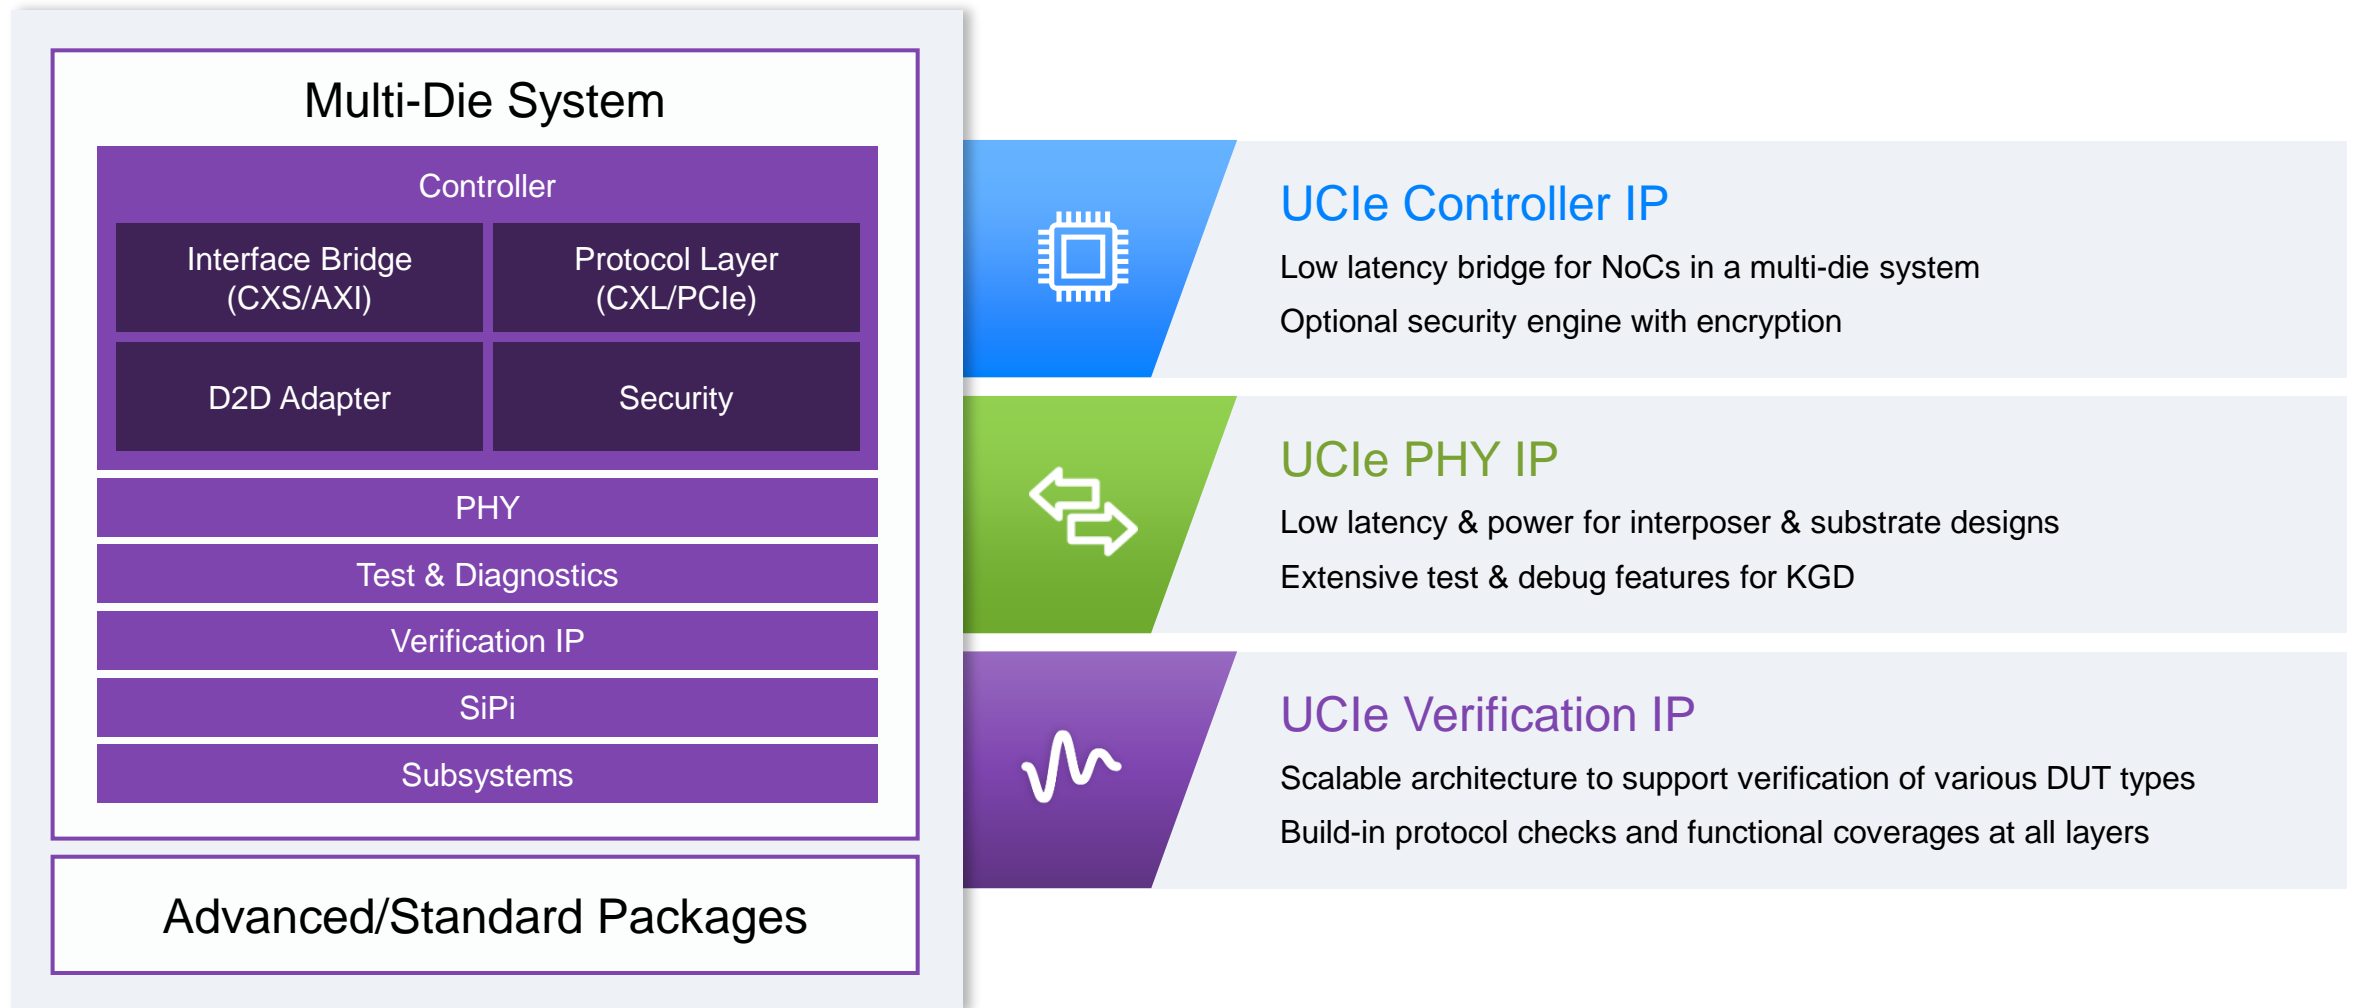 Multi-Die System
Controller
Interface Bridge
(CXS/AXI)
Protocol Layer
(CXL/PCIe)
D2D Adapter
Security
PHY
Test & Diagnostics
Verification IP
SiPi
Subsystems
Advanced/Standard Packages
UCIe Controller IP
Low latency bridge for NoCs in a multi-die system
Optional security engine with encryption
UCIe PHY IP
Low latency & power for interposer & substrate designs
Extensive test & debug features for KGD
UCIe Verification IP
Scalable architecture to support verification of various DUT types
Build-in protocol checks and functional coverages at all layers